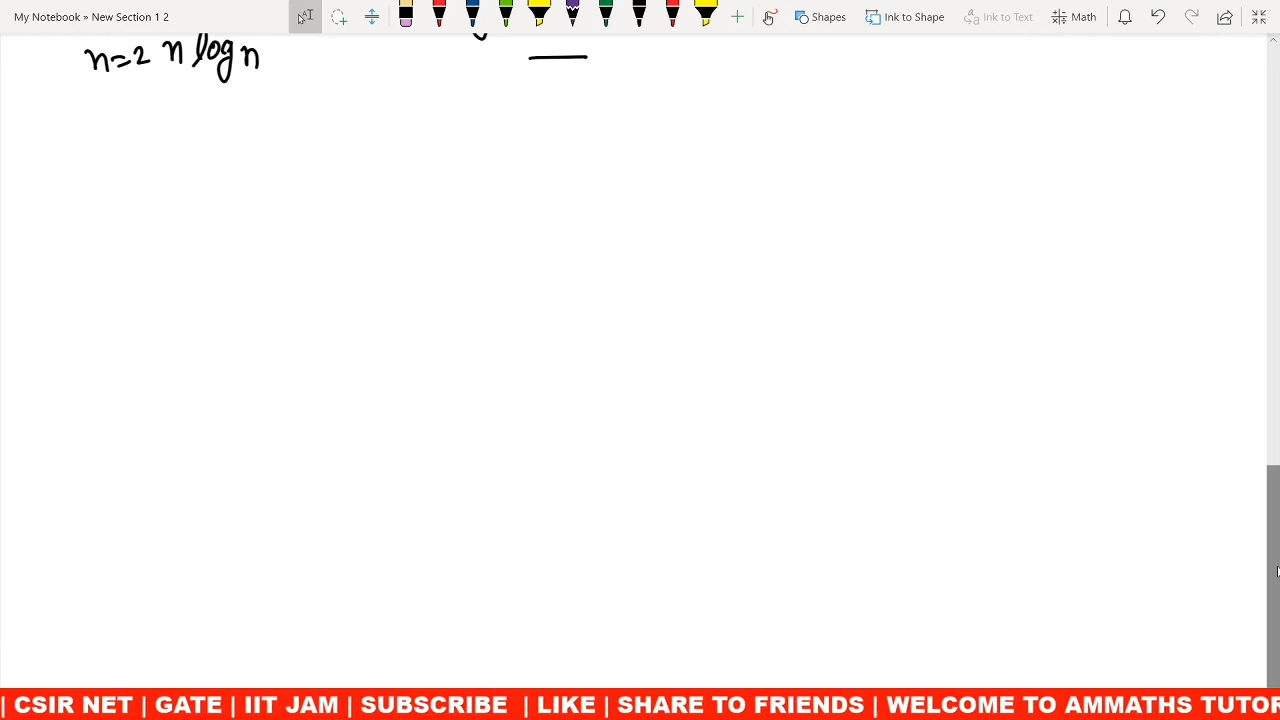 My Notebook » New Section 1 2
Shapes
Ink to Shape
Ink to Text
Math
n=2 n log n
| CSIR NET | GATE | IIT JAM | SUBSCRIBE | LIKE | SHARE TO FRIENDS | WELCOME TO AMMATHS TUTOR